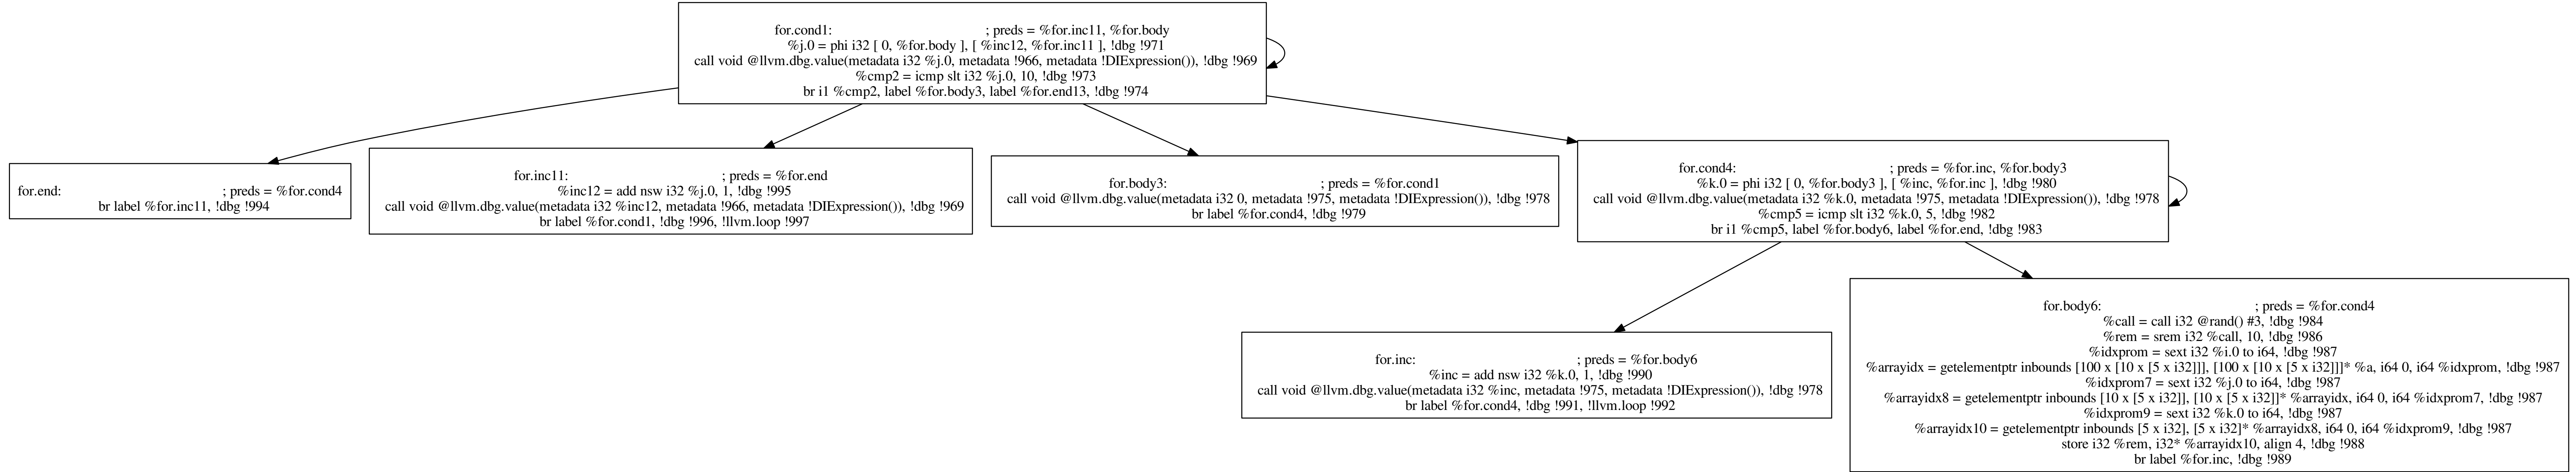 for.cond1: ; preds = %for.inc11, %for.body
%j.0 = phi i32 [ 0, %for.body ], [ %inc12, %for.inc11 ], !dbg !971
call void @llvm.dbg.value(metadata i32 %j.0, metadata !966, metadata !DIExpression()), !dbg !969
%cmp2 = icmp slt i32 %j.0, 10, !dbg !973
br i1 %cmp2, label %for.body3, label %for.end13, !dbg !974
for.end: ; preds = %for.cond4
br label %for.inc11, !dbg !994
for.inc11: ; preds = %for.end
%inc12 = add nsw i32 %j.0, 1, !dbg !995
call void @llvm.dbg.value(metadata i32 %inc12, metadata !966, metadata !DIExpression()), !dbg !969
br label %for.cond1, !dbg !996, !llvm.loop !997
for.body3: ; preds = %for.cond1
call void @llvm.dbg.value(metadata i32 0, metadata !975, metadata !DIExpression()), !dbg !978
br label %for.cond4, !dbg !979
for.cond4: ; preds = %for.inc, %for.body3
%k.0 = phi i32 [ 0, %for.body3 ], [ %inc, %for.inc ], !dbg !980
call void @llvm.dbg.value(metadata i32 %k.0, metadata !975, metadata !DIExpression()), !dbg !978
%cmp5 = icmp slt i32 %k.0, 5, !dbg !982
br i1 %cmp5, label %for.body6, label %for.end, !dbg !983
for.inc: ; preds = %for.body6
%inc = add nsw i32 %k.0, 1, !dbg !990
call void @llvm.dbg.value(metadata i32 %inc, metadata !975, metadata !DIExpression()), !dbg !978
br label %for.cond4, !dbg !991, !llvm.loop !992
for.body6: ; preds = %for.cond4
%call = call i32 @rand() #3, !dbg !984
%rem = srem i32 %call, 10, !dbg !986
%idxprom = sext i32 %i.0 to i64, !dbg !987
%arrayidx = getelementptr inbounds [100 x [10 x [5 x i32]]], [100 x [10 x [5 x i32]]]* %a, i64 0, i64 %idxprom, !dbg !987
%idxprom7 = sext i32 %j.0 to i64, !dbg !987
%arrayidx8 = getelementptr inbounds [10 x [5 x i32]], [10 x [5 x i32]]* %arrayidx, i64 0, i64 %idxprom7, !dbg !987
%idxprom9 = sext i32 %k.0 to i64, !dbg !987
%arrayidx10 = getelementptr inbounds [5 x i32], [5 x i32]* %arrayidx8, i64 0, i64 %idxprom9, !dbg !987
store i32 %rem, i32* %arrayidx10, align 4, !dbg !988
br label %for.inc, !dbg !989